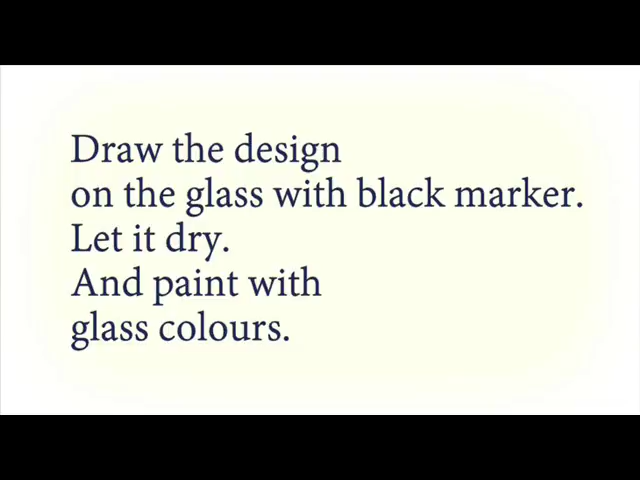 Draw the design
on the glass with black marker.
Let it dry.
And paint with
glass colours.